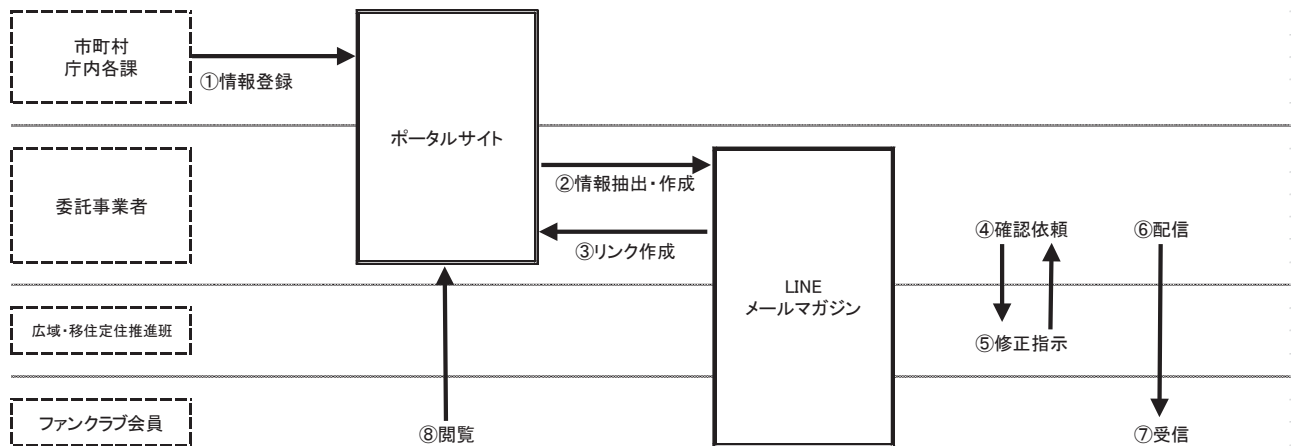 市町村
庁内各課
①情報登録
ポータルサイト
委託事業者
②情報抽出・作成
③リンク作成
④確認依頼
⑥配信
LINE
メールマガジン
広域・移住定住推進班
⑤修正指示
ファンクラブ会員
⑧閲覧
⑦受信